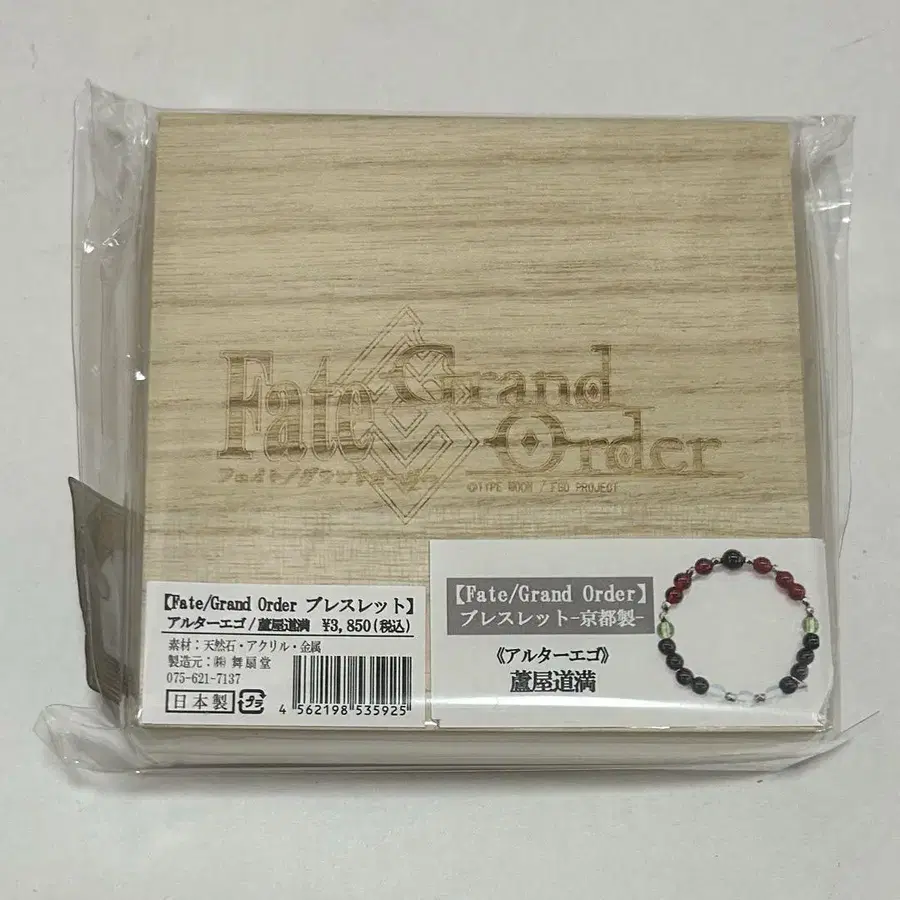 Fate/Grand Order
フェイト/グランドオーダー
©TYPE MOON / FGO PROJECT
【Fate/Grand Order ブレスレット】
アルターエゴ/蘆屋道満 ¥3,850(税込)
素材:天然石・アクリル・金属
製造元:㈱舞扇堂
075-621-7137
日本製
プラ
4 562198 535925
【Fate/Grand Order】
ブレスレット-京都製-
《アルターエゴ》
蘆屋道満